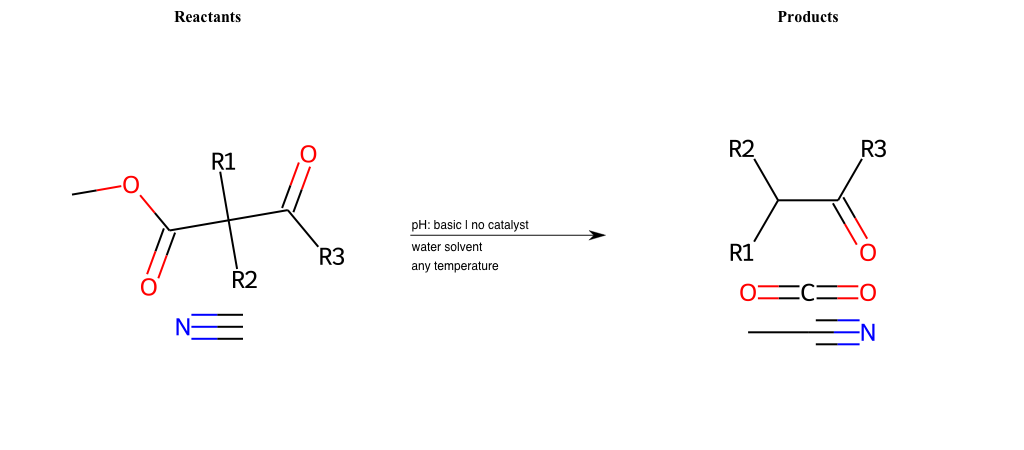 Reactants
Products
R1
O
O
R3
O
R2
N
pH: basic | no catalyst
water solvent
any temperature
R2
R3
R1
O
O
C
O
N